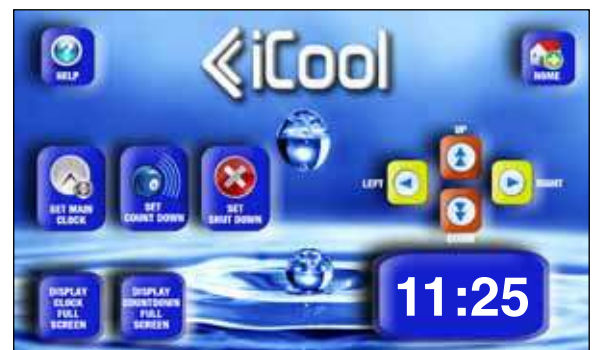 iCool
HELP
HOME
UP
LEFT
RIGHT
DOWN
SET MAIN
CLOCK
SET
COUNT DOWN
SET
SHUT DOWN
DISPLAY
CLOCK
FULL
SCREEN
DISPLAY
COUNTDOWN
FULL
SCREEN
11:25